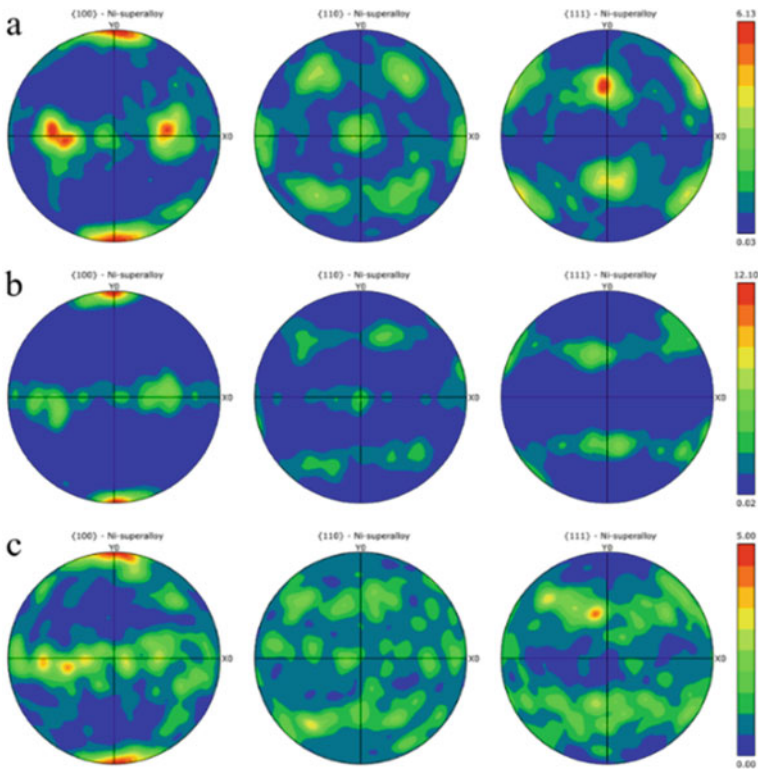 a
{100} - Ni-superalloy
Y0
X0
{110} - Ni-superalloy
Y0
X0
{111} - Ni-superalloy
Y0
X0
6.13
0.03
b
{100} - Ni-superalloy
Y0
X0
{110} - Ni-superalloy
Y0
X0
{111} - Ni-superalloy
Y0
X0
12.10
0.02
c
{100} - Ni-superalloy
Y0
X0
{110} - Ni-superalloy
Y0
X0
{111} - Ni-superalloy
Y0
X0
5.00
0.00